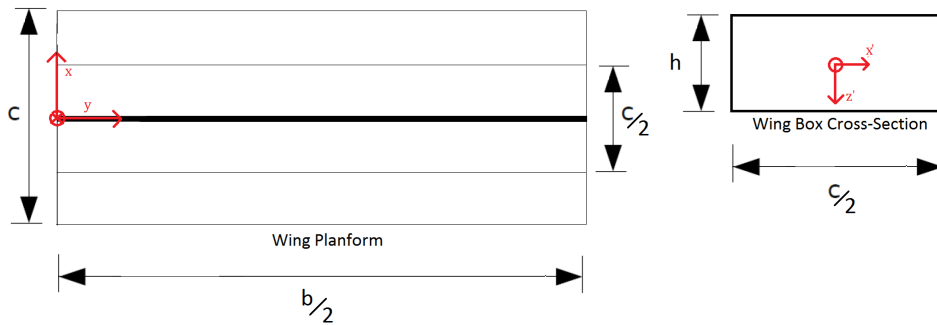 x
y
C
C/2
Wing Planform
b/2
h
x'
z'
Wing Box Cross-Section
C/2